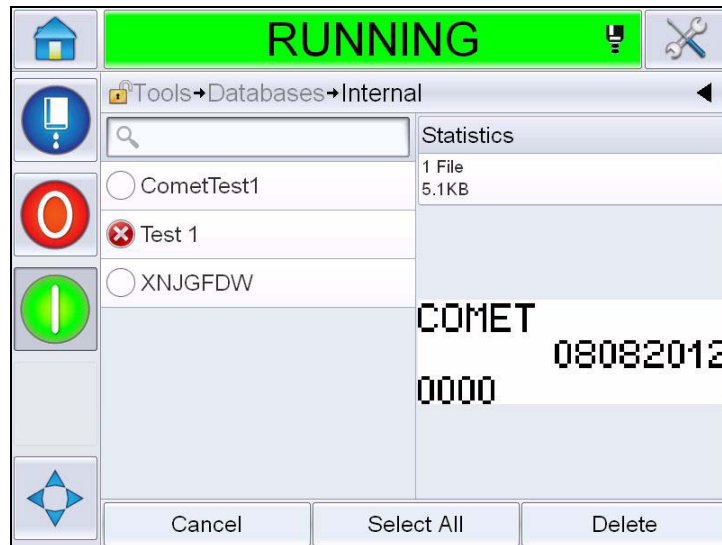 RUNNING
Tools→Databases→Internal
Statistics
1 File
5.1KB
CometTest1
Test 1
XNJGFDW
COMET
08082012
0000
Cancel Select All Delete